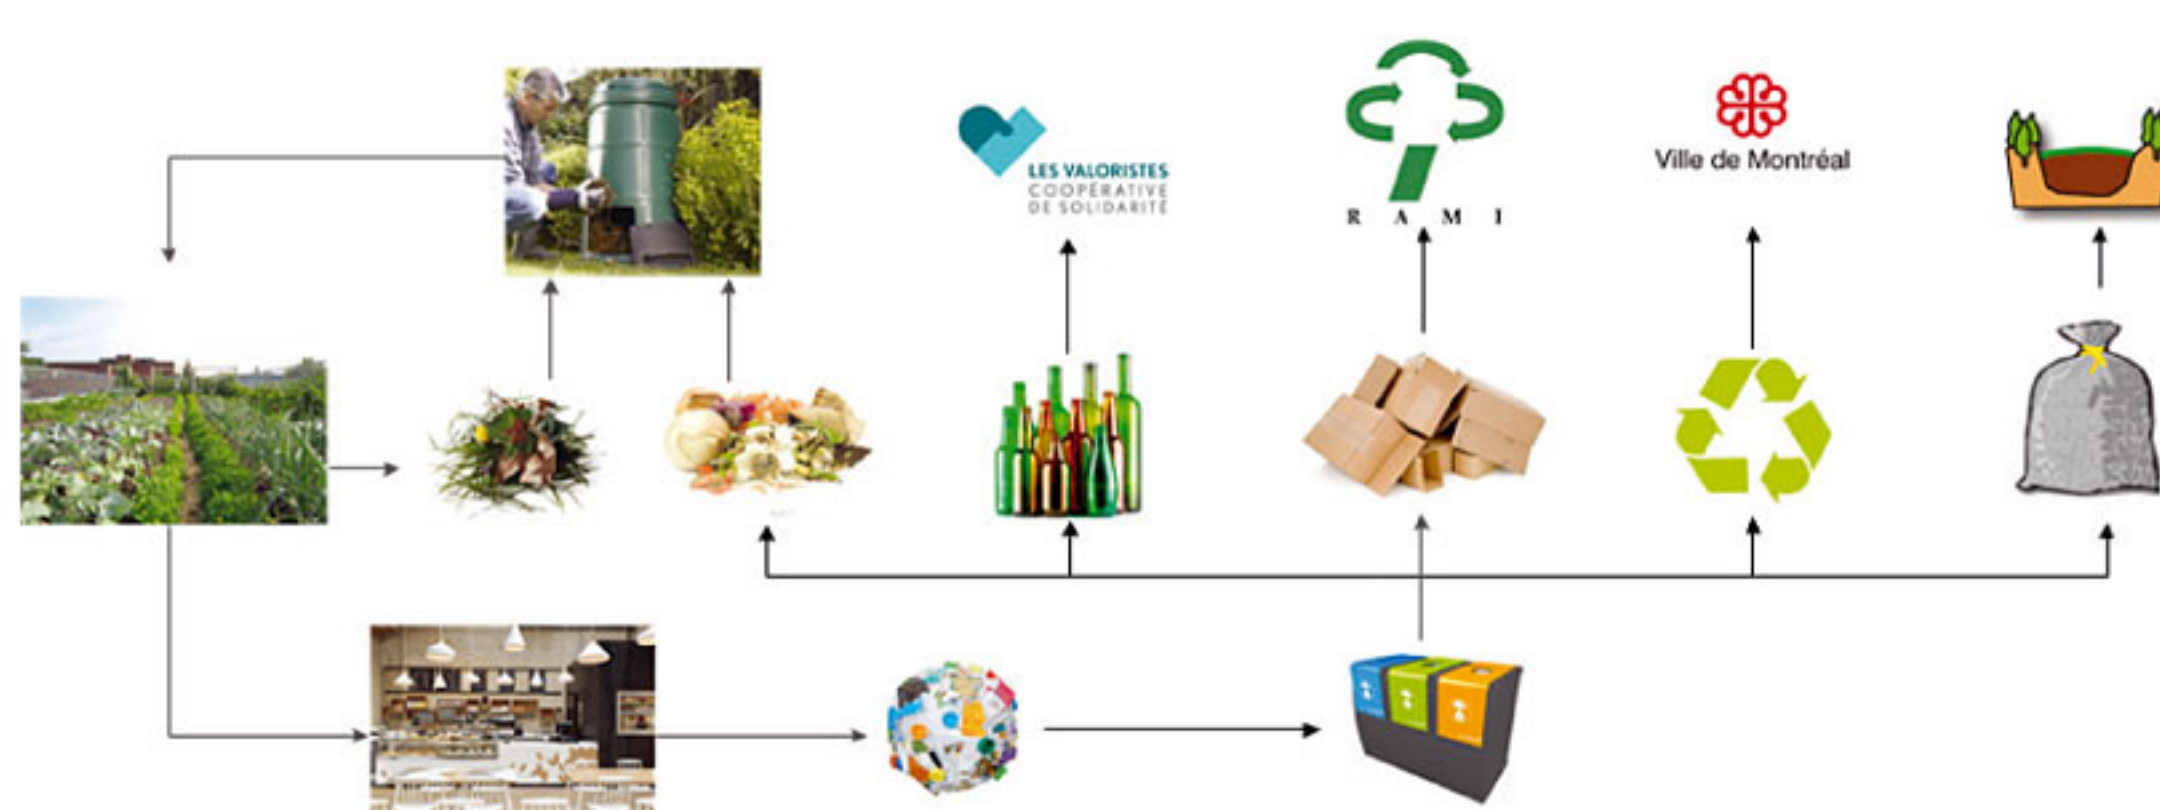 LES VALORISTES
COOPÉRATIVE
DE SOLIDARITÉ
R A M I
Ville de Montréal